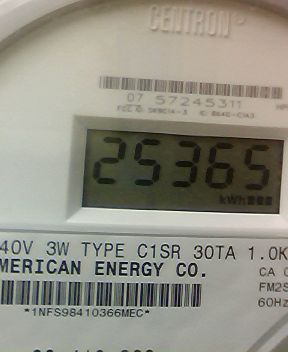 CENTRON
07 57245311
25365
kWh
40V 3W TYPE C1SR 30TA 1.0K
MERICAN ENERGY CO.
CA 0
FM2S
60Hz
*1NFS98410366MEC*